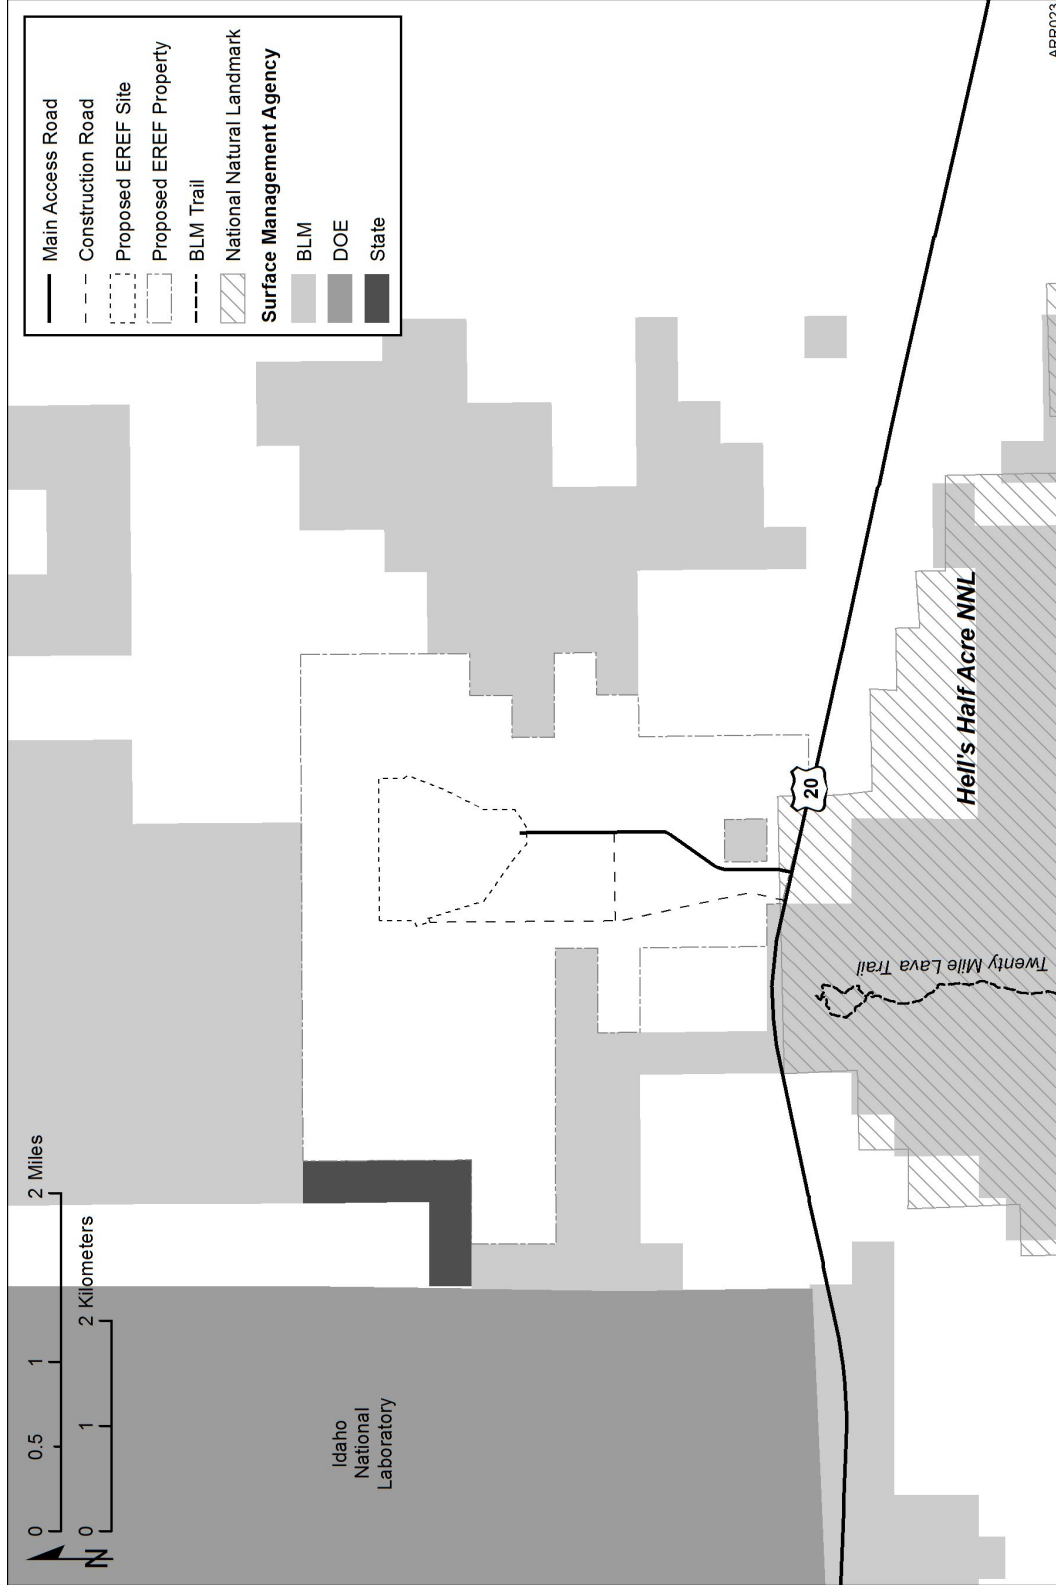 Main Access Road
Construction Road
Proposed EREF Site
Proposed EREF Property
BLM Trail
National Natural Landmark
Surface Management Agency
BLM
DOE
State
0 0.5 1 2 Miles
0 1 2 Kilometers
N
Idaho
National
Laboratory
20
Hell's Half Acre NNL
Twenty Mile Lava Trail